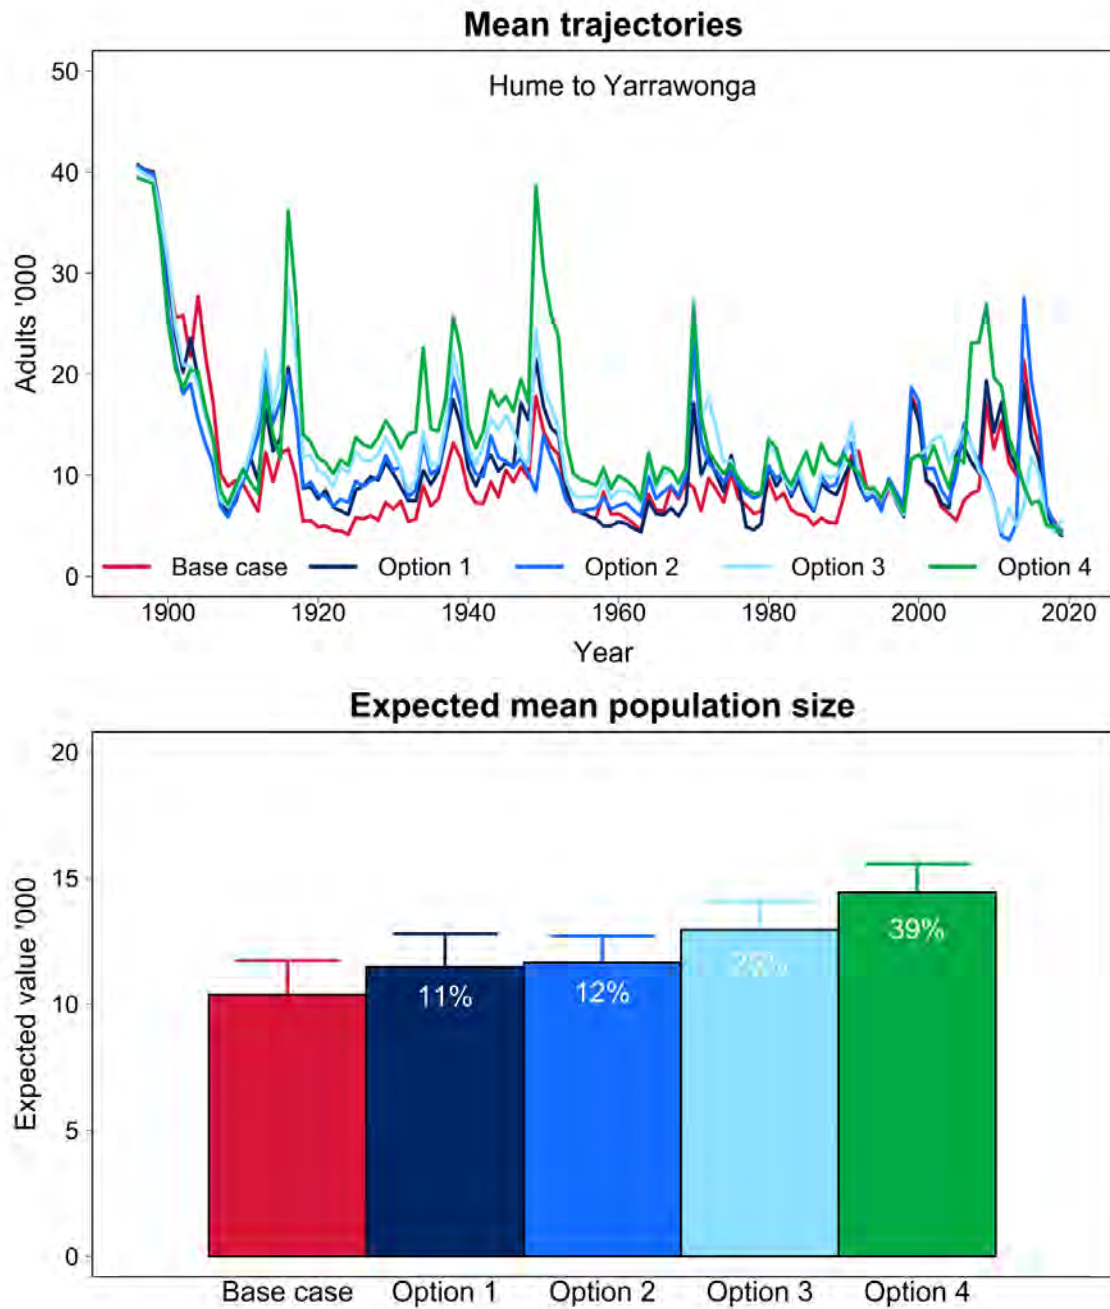 Mean trajectories
Hume to Yarrawonga
50
40
30
20
10
0
Adults '000
Base case Option 1 Option 2 Option 3 Option 4
1900 1920 1940 1960 1980 2000 2020
Year
Expected mean population size
20
15
10
5
0
Expected value '000
11% 12% 39%
Base case Option 1 Option 2 Option 3 Option 4